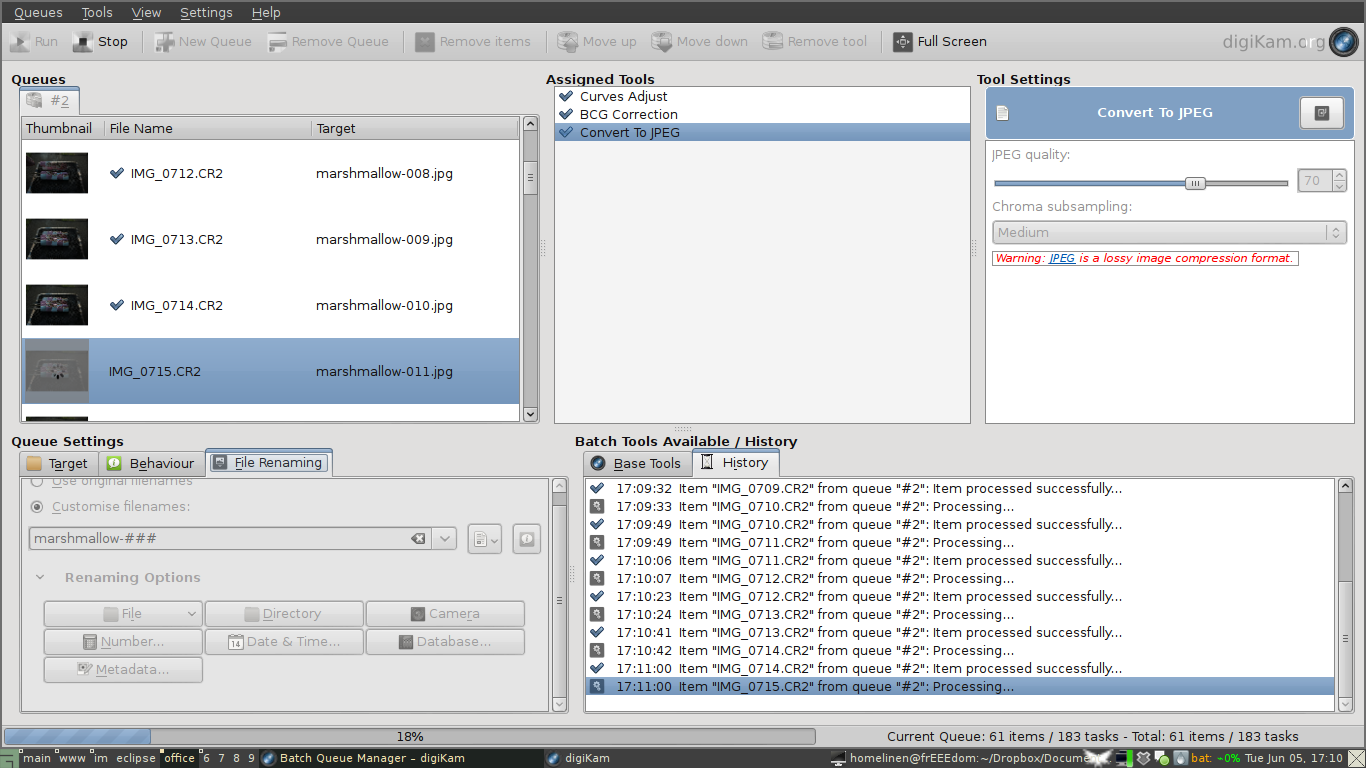 Queues Tools View Settings Help
Run Stop New Queue Remove Queue Remove items Move up Move down Remove tool Full Screen digiKam.org
Queues
#2
Thumbnail File Name Target
IMG_0712.CR2 marshmallow-008.jpg
IMG_0713.CR2 marshmallow-009.jpg
IMG_0714.CR2 marshmallow-010.jpg
IMG_0715.CR2 marshmallow-011.jpg
Assigned Tools
Curves Adjust
BCG Correction
Convert To JPEG
Tool Settings
Convert To JPEG
JPEG quality:
70
Chroma subsampling:
Medium
Warning: JPEG is a lossy image compression format.
Queue Settings
Target Behaviour File Renaming
Use original filenames
Customise filenames:
marshmallow-###
Renaming Options
File Directory Camera
Number... Date & Time... Database...
Metadata...
Batch Tools Available / History
Base Tools History
17:09:32 Item "IMG_0709.CR2" from queue "#2": Item processed successfully...
17:09:33 Item "IMG_0710.CR2" from queue "#2": Processing...
17:09:49 Item "IMG_0710.CR2" from queue "#2": Item processed successfully...
17:09:49 Item "IMG_0711.CR2" from queue "#2": Processing...
17:10:06 Item "IMG_0711.CR2" from queue "#2": Item processed successfully...
17:10:07 Item "IMG_0712.CR2" from queue "#2": Processing...
17:10:23 Item "IMG_0712.CR2" from queue "#2": Item processed successfully...
17:10:24 Item "IMG_0713.CR2" from queue "#2": Processing...
17:10:41 Item "IMG_0713.CR2" from queue "#2": Item processed successfully...
17:10:42 Item "IMG_0714.CR2" from queue "#2": Processing...
17:11:00 Item "IMG_0714.CR2" from queue "#2": Item processed successfully...
17:11:00 Item "IMG_0715.CR2" from queue "#2": Processing...
18% Current Queue: 61 items / 183 tasks - Total: 61 items / 183 tasks
main www im eclipse office 6 7 8 9 Batch Queue Manager – digiKam digiKam homelinen@frEEEdom:~/Dropbox/Docume bat: ~0% Tue Jun 05, 17:10